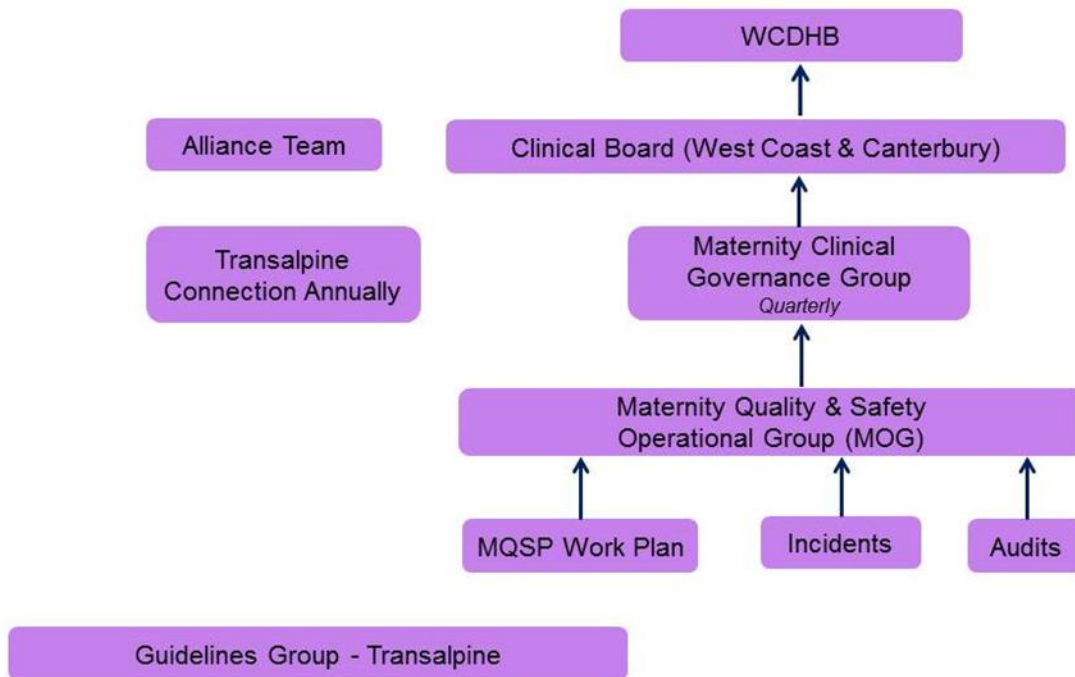 WCDHB
Alliance Team
Clinical Board (West Coast & Canterbury)
Transalpine
Connection Annually
Maternity Clinical
Governance Group
Quarterly
Maternity Quality & Safety
Operational Group (MOG)
MQSP Work Plan
Incidents
Audits
Guidelines Group - Transalpine